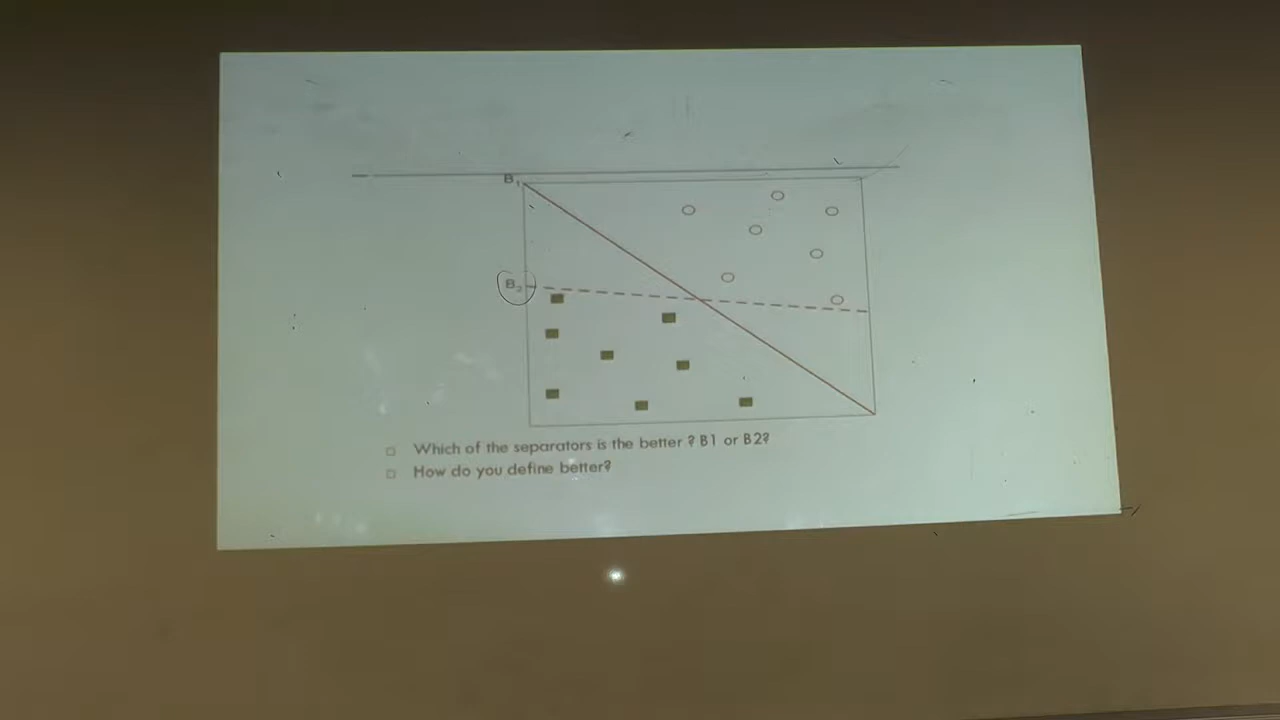 B1
B2
Which of the separators is the better ? B1 or B2?
How do you define better?